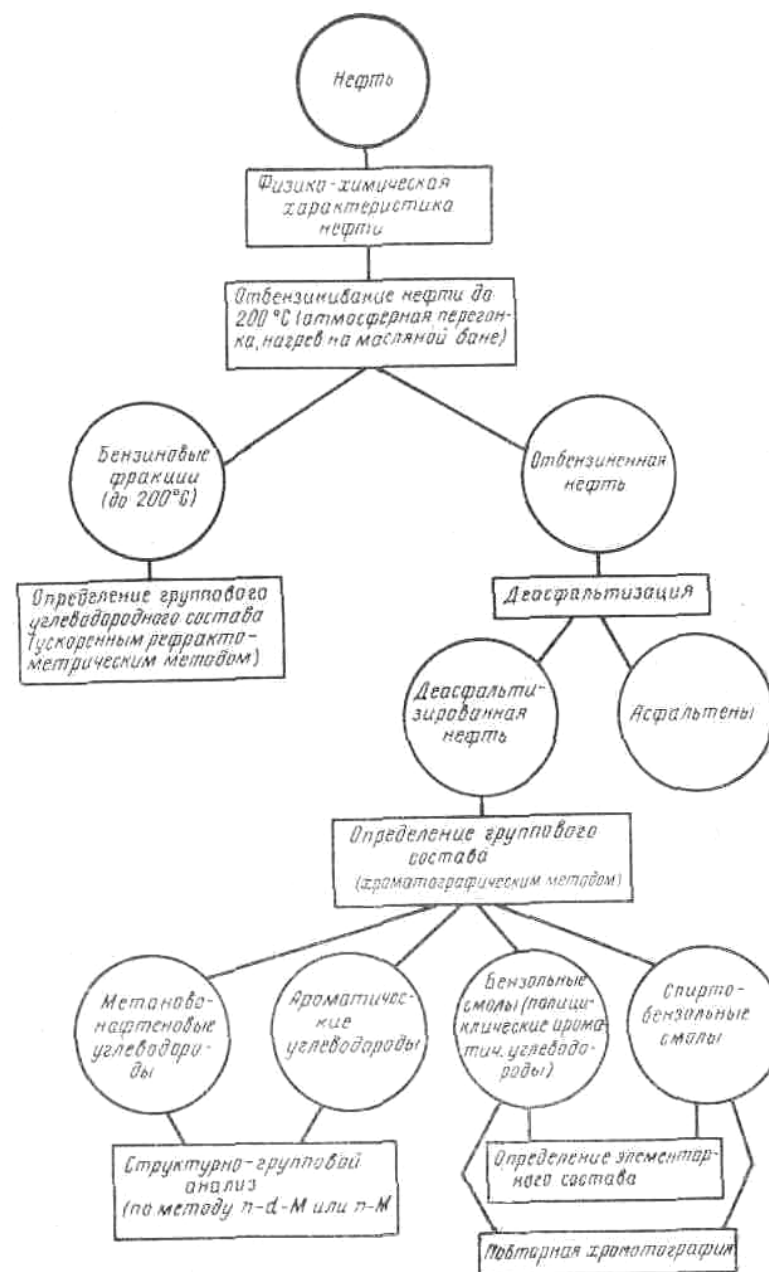 Нефть
Физико-химическая
характеристика
нефти
Отбензинивание нефти до
200°С (атмосферная перегон-
ка, нагрев на масляной бане)
Бензиновые
фракции
(до 200°С)
Отбензиненная
нефть
Определение группового
углеводородного состава
(ускоренным рефракто-
метрическим методом)
Деасфальтизация
Деасфальти-
зированная
нефть
Асфальтены
Определение группового
состава
(хроматографическим методом)
Метаново-
нафтеновые
углеводоро-
ды
Ароматичес-
кие
углеводороды
Бензольные
смолы (полици-
клические арома-
тич. углеводо-
роды)
Спирто-
бензольные
смолы
Структурно-групповой
анализ
(по методу n-d-M или n-M
Определение элементар-
ного состава
Повторная хроматография